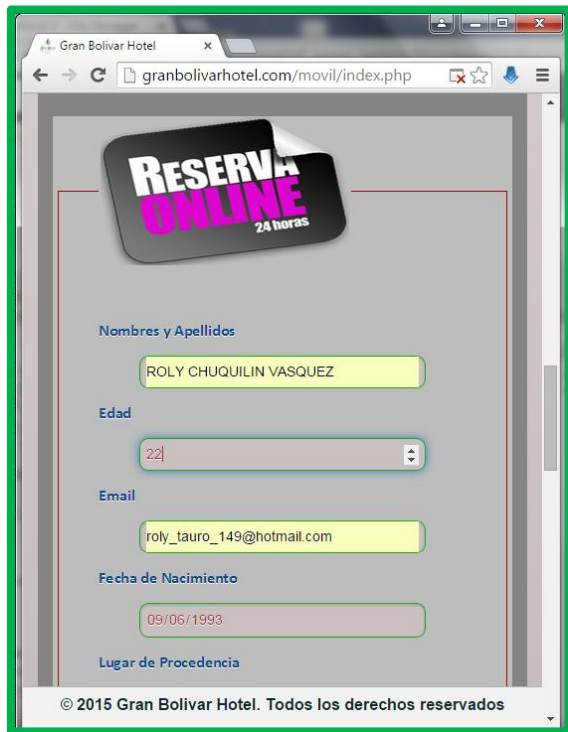 Gran Bolivar Hotel
granbolivarhotel.com/movil/index.php
RESERVA
ONLINE
24 horas
Nombres y Apellidos
ROLY CHUQUILIN VASQUEZ
Edad
22
Email
roly_tauro_149@hotmail.com
Fecha de Nacimiento
09/06/1993
Lugar de Procedencia
© 2015 Gran Bolivar Hotel. Todos los derechos reservados